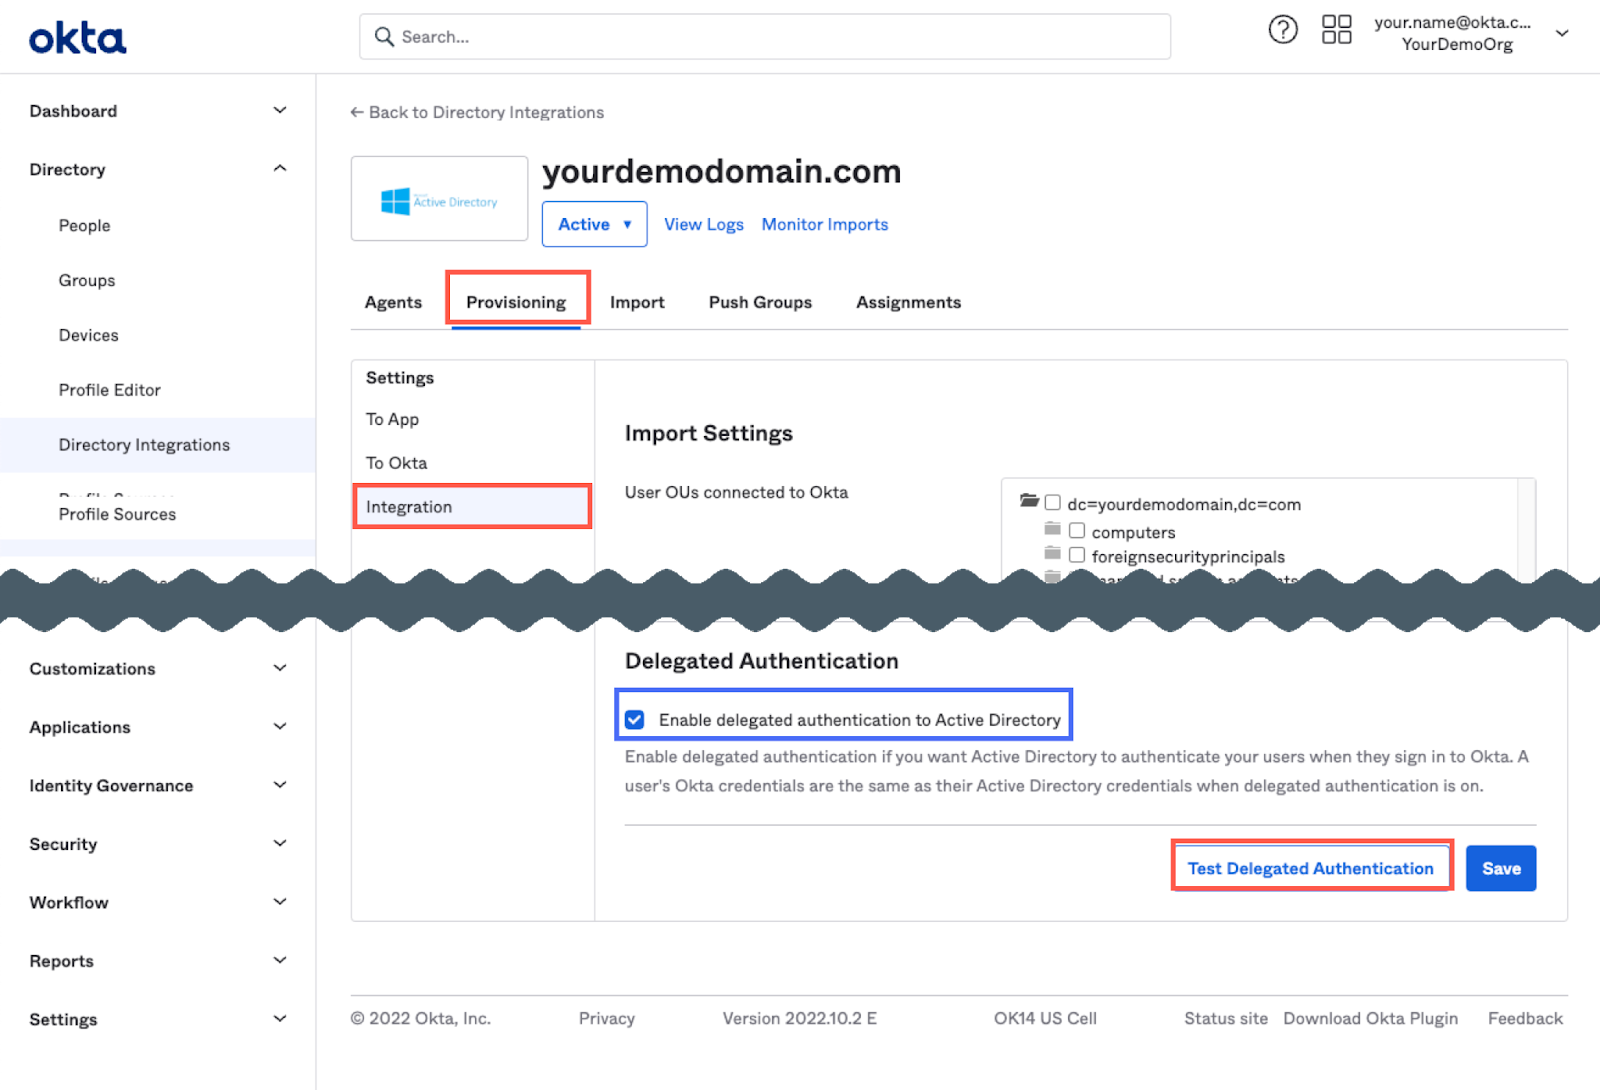 okta
Search...
your.name@okta.c...
YourDemoOrg
Dashboard
Directory
People
Groups
Devices
Profile Editor
Directory Integrations
Profile Sources
← Back to Directory Integrations
Active Directory
yourdemodomain.com
Active
View Logs
Monitor Imports
Agents
Provisioning
Import
Push Groups
Assignments
Settings
To App
To Okta
Integration
Import Settings
User OUs connected to Okta
dc=yourdemodomain,dc=com
computers
foreignsecurityprincipals
Customizations
Applications
Identity Governance
Security
Workflow
Reports
Settings
Delegated Authentication
Enable delegated authentication to Active Directory
Enable delegated authentication if you want Active Directory to authenticate your users when they sign in to Okta. A
user's Okta credentials are the same as their Active Directory credentials when delegated authentication is on.
Test Delegated Authentication
Save
© 2022 Okta, Inc.
Privacy
Version 2022.10.2 E
OK14 US Cell
Status site
Download Okta Plugin
Feedback